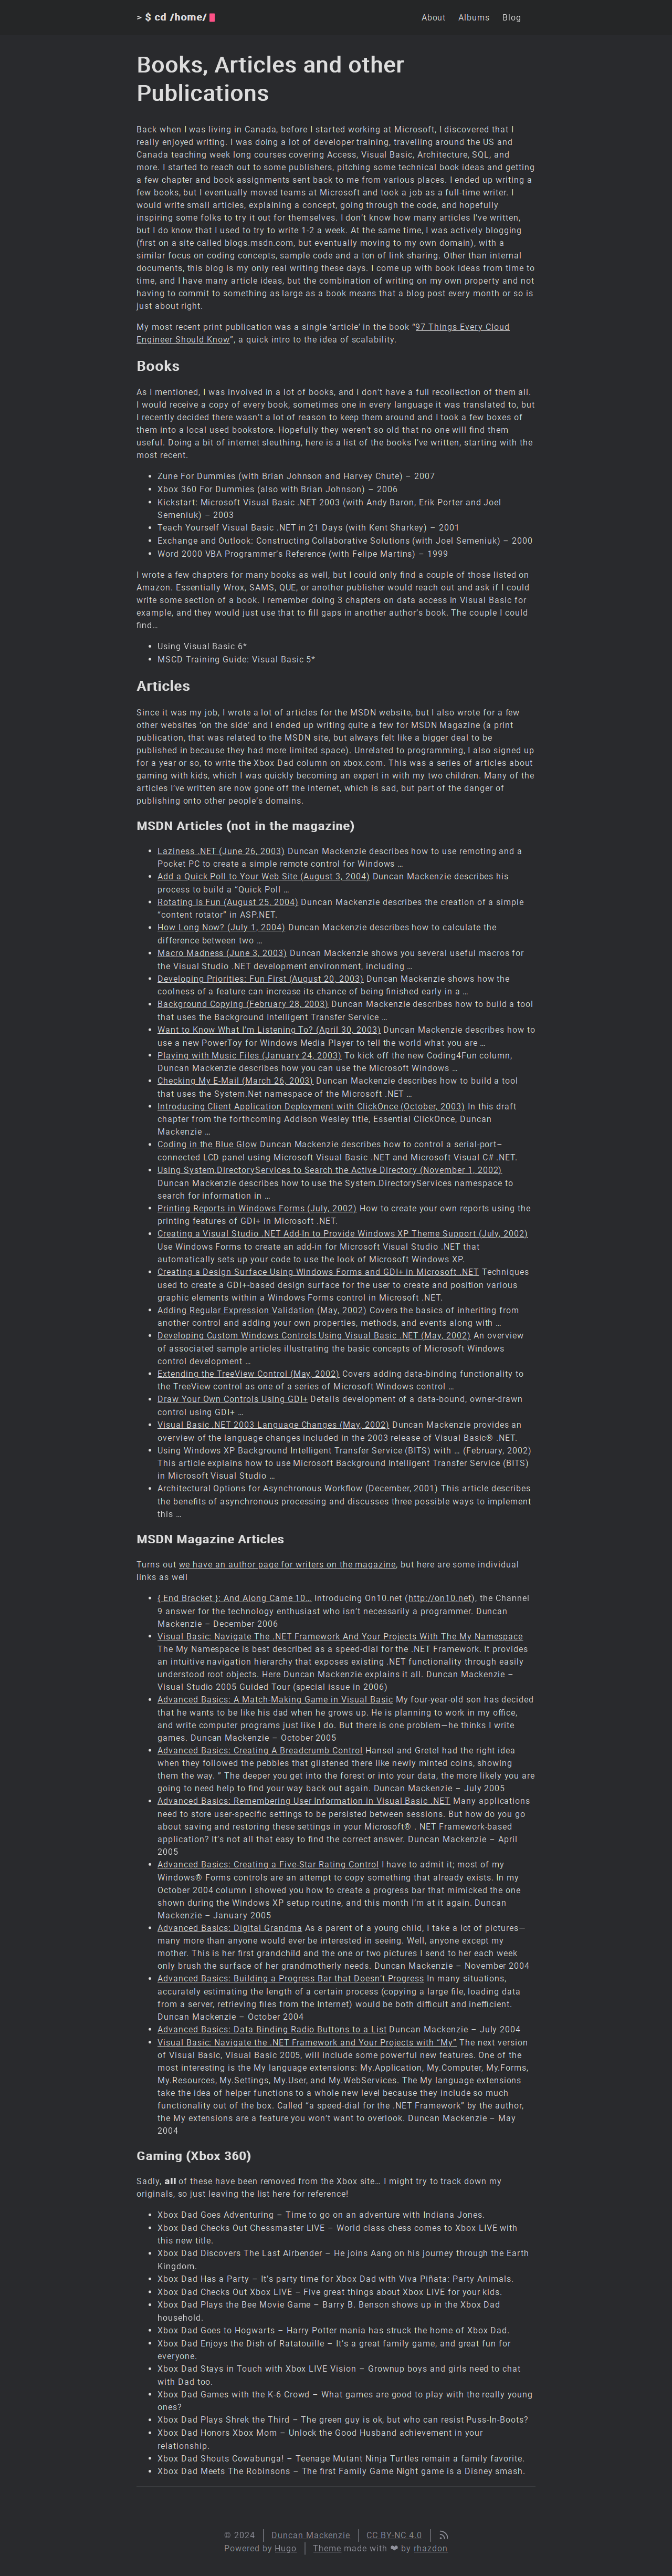 > $ cd /home/
About Albums Blog
Books, Articles and other
Publications
Back when I was living in Canada, before I started working at Microsoft, I discovered that I
really enjoyed writing. I was doing a lot of developer training, travelling around the US and
Canada teaching week long courses covering Access, Visual Basic, Architecture, SQL, and
more. I started to reach out to some publishers, pitching some technical book ideas and getting
a few chapter and book assignments sent back to me from various places. I ended up writing a
few books, but I eventually moved teams at Microsoft and took a job as a full-time writer. I
would write small articles, explaining a concept, going through the code, and hopefully
inspiring some folks to try it out for themselves. I don't know how many articles I've written,
but I do know that I used to try to write 1-2 a week. At the same time, I was actively blogging
(first on a site called blogs.msdn.com, but eventually moving to my own domain), with a
similar focus on coding concepts, sample code and a ton of link sharing. Other than internal
documents, this blog is my only real writing these days. I come up with book ideas from time to
time, and I have many article ideas, but the combination of writing on my own property and not
having to commit to something as large as a book means that a blog post every month or so is
just about right.
My most recent print publication was a single 'article' in the book "97 Things Every Cloud
Engineer Should Know", a quick intro to the idea of scalability.
Books
As I mentioned, I was involved in a lot of books, and I don't have a full recollection of them all.
I would receive a copy of every book, sometimes one in every language it was translated to, but
I recently decided there wasn't a lot of reason to keep them around and I took a few boxes of
them into a local used bookstore. Hopefully they weren't so old that no one will find them
useful. Doing a bit of internet sleuthing, here is a list of the books I've written, starting with the
most recent.
• Zune For Dummies (with Brian Johnson and Harvey Chute) – 2007
• Xbox 360 For Dummies (also with Brian Johnson) – 2006
• Kickstart: Microsoft Visual Basic .NET 2003 (with Andy Baron, Erik Porter and Joel
Semeniuk) – 2003
• Teach Yourself Visual Basic .NET in 21 Days (with Kent Sharkey) – 2001
• Exchange and Outlook: Constructing Collaborative Solutions (with Joel Semeniuk) – 2000
• Word 2000 VBA Programmer's Reference (with Felipe Martins) – 1999
I wrote a few chapters for many books as well, but I could only find a couple of those listed on
Amazon. Essentially Wrox, SAMS, QUE, or another publisher would reach out and ask if I could
write some section of a book. I remember doing 3 chapters on data access in Visual Basic for
example, and they would just use that to fill gaps in another author's book. The couple I could
find…
• Using Visual Basic 6*
• MSCD Training Guide: Visual Basic 5*
Articles
Since it was my job, I wrote a lot of articles for the MSDN website, but I also wrote for a few
other websites 'on the side' and I ended up writing quite a few for MSDN Magazine (a print
publication, that was related to the MSDN site, but always felt like a bigger deal to be
published in because they had more limited space). Unrelated to programming, I also signed up
for a year or so, to write the Xbox Dad column on xbox.com. This was a series of articles about
gaming with kids, which I was quickly becoming an expert in with my two children. Many of the
articles I've written are now gone off the internet, which is sad, but part of the danger of
publishing onto other people's domains.
MSDN Articles (not in the magazine)
• Laziness .NET (June 26, 2003) Duncan Mackenzie describes how to use remoting and a
Pocket PC to create a simple remote control for Windows …
• Add a Quick Poll to Your Web Site (August 3, 2004) Duncan Mackenzie describes his
process to build a "Quick Poll …
• Rotating Is Fun (August 25, 2004) Duncan Mackenzie describes the creation of a simple
"content rotator" in ASP.NET.
• How Long Now? (July 1, 2004) Duncan Mackenzie describes how to calculate the
difference between two …
• Macro Madness (June 3, 2003) Duncan Mackenzie shows you several useful macros for
the Visual Studio .NET development environment, including …
• Developing Priorities: Fun First (August 20, 2003) Duncan Mackenzie shows how the
coolness of a feature can increase its chance of being finished early in a …
• Background Copying (February 28, 2003) Duncan Mackenzie describes how to build a tool
that uses the Background Intelligent Transfer Service …
• Want to Know What I'm Listening To? (April 30, 2003) Duncan Mackenzie describes how to
use a new PowerToy for Windows Media Player to tell the world what you are …
• Playing with Music Files (January 24, 2003) To kick off the new Coding4Fun column,
Duncan Mackenzie describes how you can use the Microsoft Windows …
• Checking My E-Mail (March 26, 2003) Duncan Mackenzie describes how to build a tool
that uses the System.Net namespace of the Microsoft .NET …
• Introducing Client Application Deployment with ClickOnce (October, 2003) In this draft
chapter from the forthcoming Addison Wesley title, Essential ClickOnce, Duncan
Mackenzie …
• Coding in the Blue Glow Duncan Mackenzie describes how to control a serial-port–
connected LCD panel using Microsoft Visual Basic .NET and Microsoft Visual C# .NET.
• Using System.DirectoryServices to Search the Active Directory (November 1, 2002)
Duncan Mackenzie describes how to use the System.DirectoryServices namespace to
search for information in …
• Printing Reports in Windows Forms (July, 2002) How to create your own reports using the
printing features of GDI+ in Microsoft .NET.
• Creating a Visual Studio .NET Add-In to Provide Windows XP Theme Support (July, 2002)
Use Windows Forms to create an add-in for Microsoft Visual Studio .NET that
automatically sets up your code to use the look of Microsoft Windows XP.
• Creating a Design Surface Using Windows Forms and GDI+ in Microsoft .NET Techniques
used to create a GDI+-based design surface for the user to create and position various
graphic elements within a Windows Forms control in Microsoft .NET.
• Adding Regular Expression Validation (May, 2002) Covers the basics of inheriting from
another control and adding your own properties, methods, and events along with …
• Developing Custom Windows Controls Using Visual Basic .NET (May, 2002) An overview
of associated sample articles illustrating the basic concepts of Microsoft Windows
control development …
• Extending the TreeView Control (May, 2002) Covers adding data-binding functionality to
the TreeView control as one of a series of Microsoft Windows control …
• Draw Your Own Controls Using GDI+ Details development of a data-bound, owner-drawn
control using GDI+ …
• Visual Basic .NET 2003 Language Changes (May, 2002) Duncan Mackenzie provides an
overview of the language changes included in the 2003 release of Visual Basic® .NET.
• Using Windows XP Background Intelligent Transfer Service (BITS) with … (February, 2002)
This article explains how to use Microsoft Background Intelligent Transfer Service (BITS)
in Microsoft Visual Studio …
• Architectural Options for Asynchronous Workflow (December, 2001) This article describes
the benefits of asynchronous processing and discusses three possible ways to implement
this …
MSDN Magazine Articles
Turns out we have an author page for writers on the magazine, but here are some individual
links as well
• { End Bracket }: And Along Came 10… Introducing On10.net (http://on10.net), the Channel
9 answer for the technology enthusiast who isn't necessarily a programmer. Duncan
Mackenzie – December 2006
• Visual Basic: Navigate The .NET Framework And Your Projects With The My Namespace
The My Namespace is best described as a speed-dial for the .NET Framework. It provides
an intuitive navigation hierarchy that exposes existing .NET functionality through easily
understood root objects. Here Duncan Mackenzie explains it all. Duncan Mackenzie –
Visual Studio 2005 Guided Tour (special issue in 2006)
• Advanced Basics: A Match-Making Game in Visual Basic My four-year-old son has decided
that he wants to be like his dad when he grows up. He is planning to work in my office,
and write computer programs just like I do. But there is one problem—he thinks I write
games. Duncan Mackenzie – October 2005
• Advanced Basics: Creating A Breadcrumb Control Hansel and Gretel had the right idea
when they followed the pebbles that glistened there like newly minted coins, showing
them the way. " The deeper you get into the forest or into your data, the more likely you are
going to need help to find your way back out again. Duncan Mackenzie – July 2005
• Advanced Basics: Remembering User Information in Visual Basic .NET Many applications
need to store user-specific settings to be persisted between sessions. But how do you go
about saving and restoring these settings in your Microsoft® . NET Framework-based
application? It's not all that easy to find the correct answer. Duncan Mackenzie – April
2005
• Advanced Basics: Creating a Five-Star Rating Control I have to admit it; most of my
Windows® Forms controls are an attempt to copy something that already exists. In my
October 2004 column I showed you how to create a progress bar that mimicked the one
shown during the Windows XP setup routine, and this month I'm at it again. Duncan
Mackenzie – January 2005
• Advanced Basics: Digital Grandma As a parent of a young child, I take a lot of pictures—
many more than anyone would ever be interested in seeing. Well, anyone except my
mother. This is her first grandchild and the one or two pictures I send to her each week
only brush the surface of her grandmotherly needs. Duncan Mackenzie – November 2004
• Advanced Basics: Building a Progress Bar that Doesn't Progress In many situations,
accurately estimating the length of a certain process (copying a large file, loading data
from a server, retrieving files from the Internet) would be both difficult and inefficient.
Duncan Mackenzie – October 2004
• Advanced Basics: Data Binding Radio Buttons to a List Duncan Mackenzie – July 2004
• Visual Basic: Navigate the .NET Framework and Your Projects with "My" The next version
of Visual Basic, Visual Basic 2005, will include some powerful new features. One of the
most interesting is the My language extensions: My.Application, My.Computer, My.Forms,
My.Resources, My.Settings, My.User, and My.WebServices. The My language extensions
take the idea of helper functions to a whole new level because they include so much
functionality out of the box. Called "a speed-dial for the .NET Framework" by the author,
the My extensions are a feature you won't want to overlook. Duncan Mackenzie – May
2004
Gaming (Xbox 360)
Sadly, all of these have been removed from the Xbox site… I might try to track down my
originals, so just leaving the list here for reference!
• Xbox Dad Goes Adventuring – Time to go on an adventure with Indiana Jones.
• Xbox Dad Checks Out Chessmaster LIVE – World class chess comes to Xbox LIVE with
this new title.
• Xbox Dad Discovers The Last Airbender – He joins Aang on his journey through the Earth
Kingdom.
• Xbox Dad Has a Party – It's party time for Xbox Dad with Viva Piñata: Party Animals.
• Xbox Dad Checks Out Xbox LIVE – Five great things about Xbox LIVE for your kids.
• Xbox Dad Plays the Bee Movie Game – Barry B. Benson shows up in the Xbox Dad
household.
• Xbox Dad Goes to Hogwarts – Harry Potter mania has struck the home of Xbox Dad.
• Xbox Dad Enjoys the Dish of Ratatouille – It's a great family game, and great fun for
everyone.
• Xbox Dad Stays in Touch with Xbox LIVE Vision – Grownup boys and girls need to chat
with Dad too.
• Xbox Dad Games with the K-6 Crowd – What games are good to play with the really young
ones?
• Xbox Dad Plays Shrek the Third – The green guy is ok, but who can resist Puss-In-Boots?
• Xbox Dad Honors Xbox Mom – Unlock the Good Husband achievement in your
relationship.
• Xbox Dad Shouts Cowabunga! – Teenage Mutant Ninja Turtles remain a family favorite.
• Xbox Dad Meets The Robinsons – The first Family Game Night game is a Disney smash.
© 2024 | Duncan Mackenzie | CC BY-NC 4.0 |
Powered by Hugo | Theme made with ❤ by rhazdon